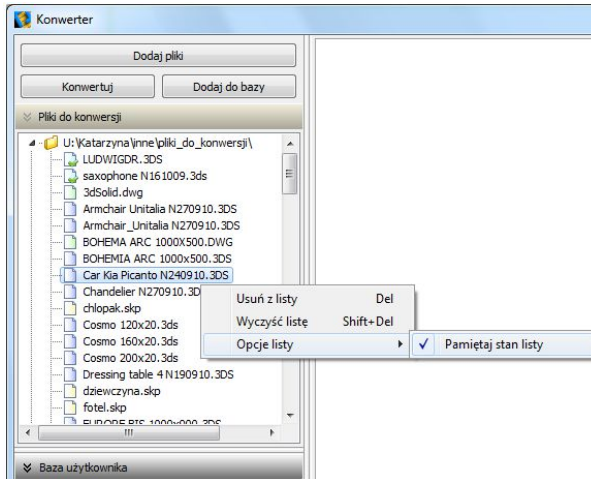 Konwerter
Dodaj pliki
Konwertuj
Dodaj do bazy
Pliki do konwersji
U:\Katarzyna\inne\pliki_do_konwersji\
LUDWIGDR.3DS
saxophone N161009.3ds
3dSolid.dwg
Armchair Unitalia N270910.3DS
Armchair_Unitalia N270910.3DS
BOHEMA ARC 1000X500.DWG
BOHEMIA ARC 1000x500.3DS
Car Kia Picanto N240910.3DS
Chandelier N270910.3D
Usuń z listy Del
chlopak.skp
Wyczyść listę Shift+Del
Cosmo 120x20.3ds
Cosmo 160x20.3ds
Opcje listy
Pamiętaj stan listy
Cosmo 200x20.3ds
Dressing table 4 N190910.3DS
dziewczyna.skp
fotel.skp
EUROPE BIS 1000x900.3DS
Baza użytkownika